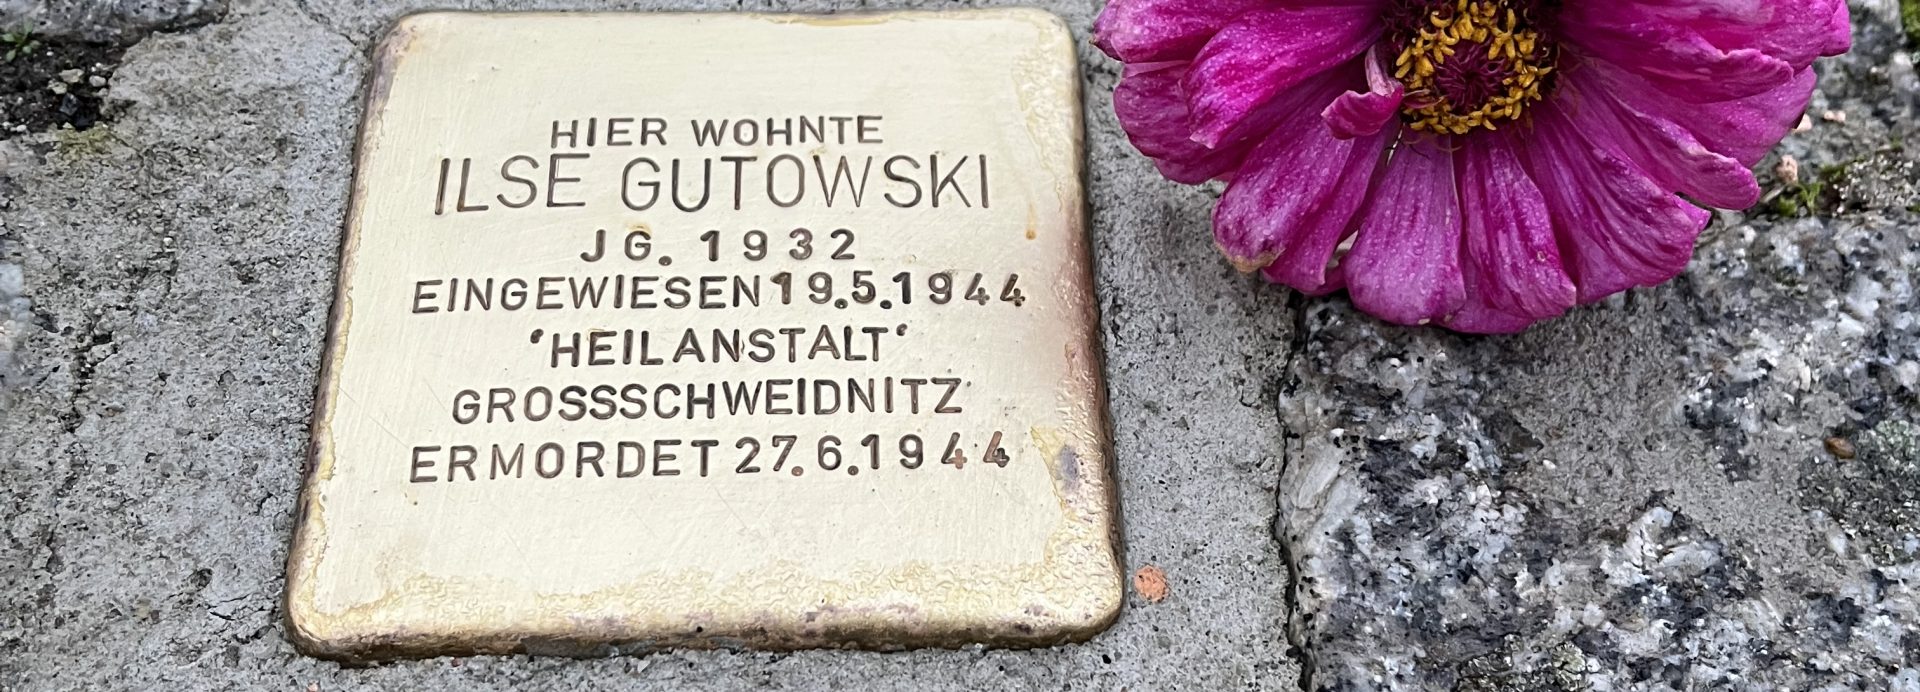 HIER WOHNTE
ILSE GUTOWSKI
JG. 1932
EINGEWIESEN 19.5.1944
'HEILANSTALT'
GROSSSCHWEIDNITZ
ERMORDET 27.6.1944